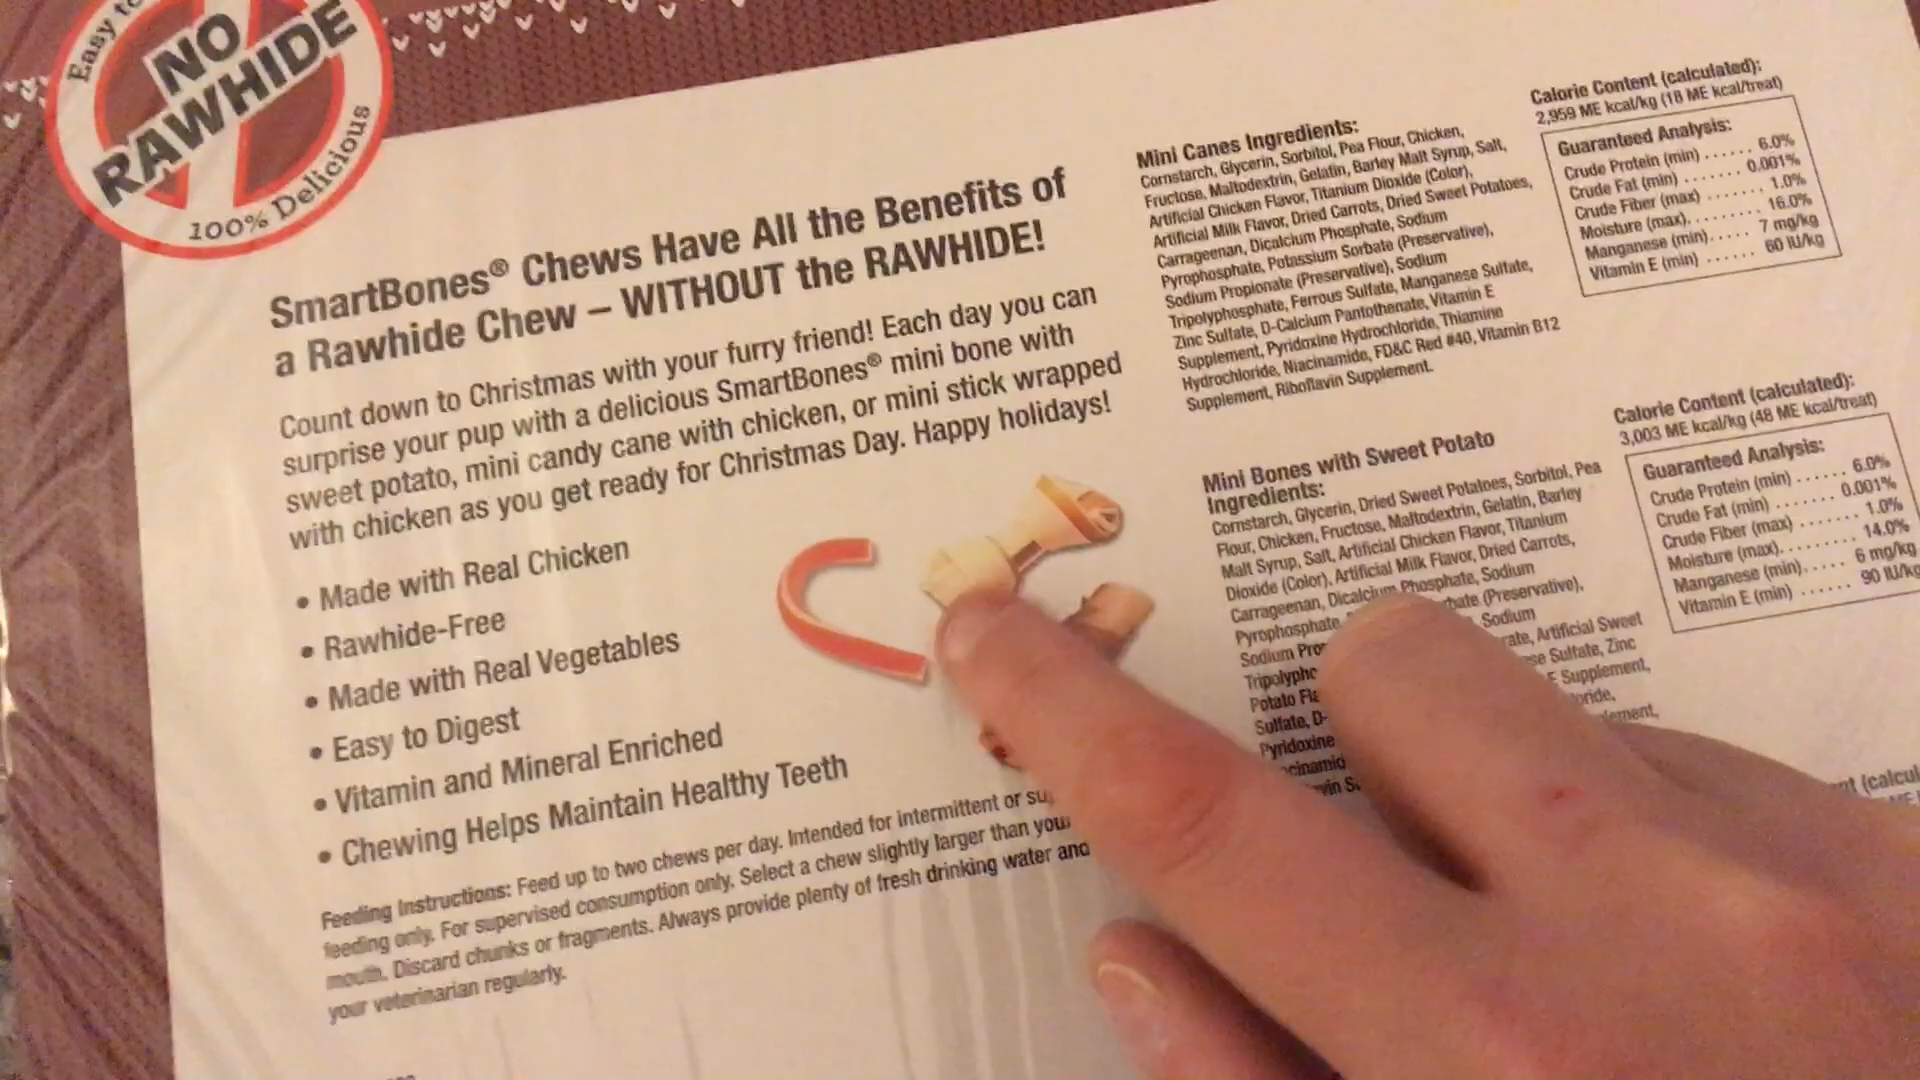 Easy to
NO
RAWHIDE
100% Delicious
SmartBones® Chews Have All the Benefits of
a Rawhide Chew – WITHOUT the RAWHIDE!
Count down to Christmas with your furry friend! Each day you can
surprise your pup with a delicious SmartBones® mini bone with
sweet potato, mini candy cane with chicken, or mini stick wrapped
with chicken as you get ready for Christmas Day. Happy holidays!
• Made with Real Chicken
• Rawhide-Free
• Made with Real Vegetables
• Easy to Digest
• Vitamin and Mineral Enriched
• Chewing Helps Maintain Healthy Teeth
Feeding Instructions: Feed up to two chews per day. Intended for intermittent or
feeding only. For supervised consumption only. Select a chew slightly larger than your
mouth. Discard chunks or fragments. Always provide plenty of fresh drinking water and
your veterinarian regularly.
Mini Canes Ingredients:
Cornstarch, Glycerin, Sorbitol, Pea Flour, Chicken,
Fructose, Maltodextrin, Gelatin, Barley Malt Syrup, Salt,
Artificial Chicken Flavor, Titanium Dioxide (Color),
Artificial Milk Flavor, Dried Carrots, Dried Sweet Potatoes,
Carrageenan, Dicalcium Phosphate, Sodium
Pyrophosphate, Potassium Sorbate (Preservative),
Sodium Propionate (Preservative), Sodium
Tripolyphosphate, Ferrous Sulfate, Manganese Sulfate,
Zinc Sulfate, D-Calcium Pantothenate, Vitamin E
Supplement, Pyridoxine Hydrochloride, Thiamine
Hydrochloride, Niacinamide, FD&C Red #40, Vitamin B12
Supplement, Riboflavin Supplement.
Calorie Content (calculated):
2,959 ME kcal/kg (18 ME kcal/treat)
Guaranteed Analysis:
Crude Protein (min) ...... 6.0%
Crude Fat (min) ....... 0.001%
Crude Fiber (max) ....... 1.0%
Moisture (max)......... 16.0%
Manganese (min)..... 7 mg/kg
Vitamin E (min) ...... 60 IU/kg
Mini Bones with Sweet Potato
Ingredients:
Cornstarch, Glycerin, Dried Sweet Potatoes, Sorbitol, Pea
Flour, Chicken, Fructose, Maltodextrin, Gelatin, Barley
Malt Syrup, Salt, Artificial Chicken Flavor, Titanium
Dioxide (Color), Artificial Milk Flavor, Dried Carrots,
Carrageenan, Dicalcium Phosphate, Sodium
Pyrophosphate, (Preservative),
Sodium Sodium
Artificial Sweet
Potato Sulfate, Zinc
Sulfate, D- E Supplement,
Pyridoxine
Calorie Content (calculated):
3,003 ME kcal/kg (48 ME kcal/treat)
Guaranteed Analysis:
Crude Protein (min) ...... 6.0%
Crude Fat (min) ....... 0.001%
Crude Fiber (max) ....... 1.0%
Moisture (max)......... 14.0%
Manganese (min)..... 6 mg/kg
Vitamin E (min) ...... 90 IU/kg